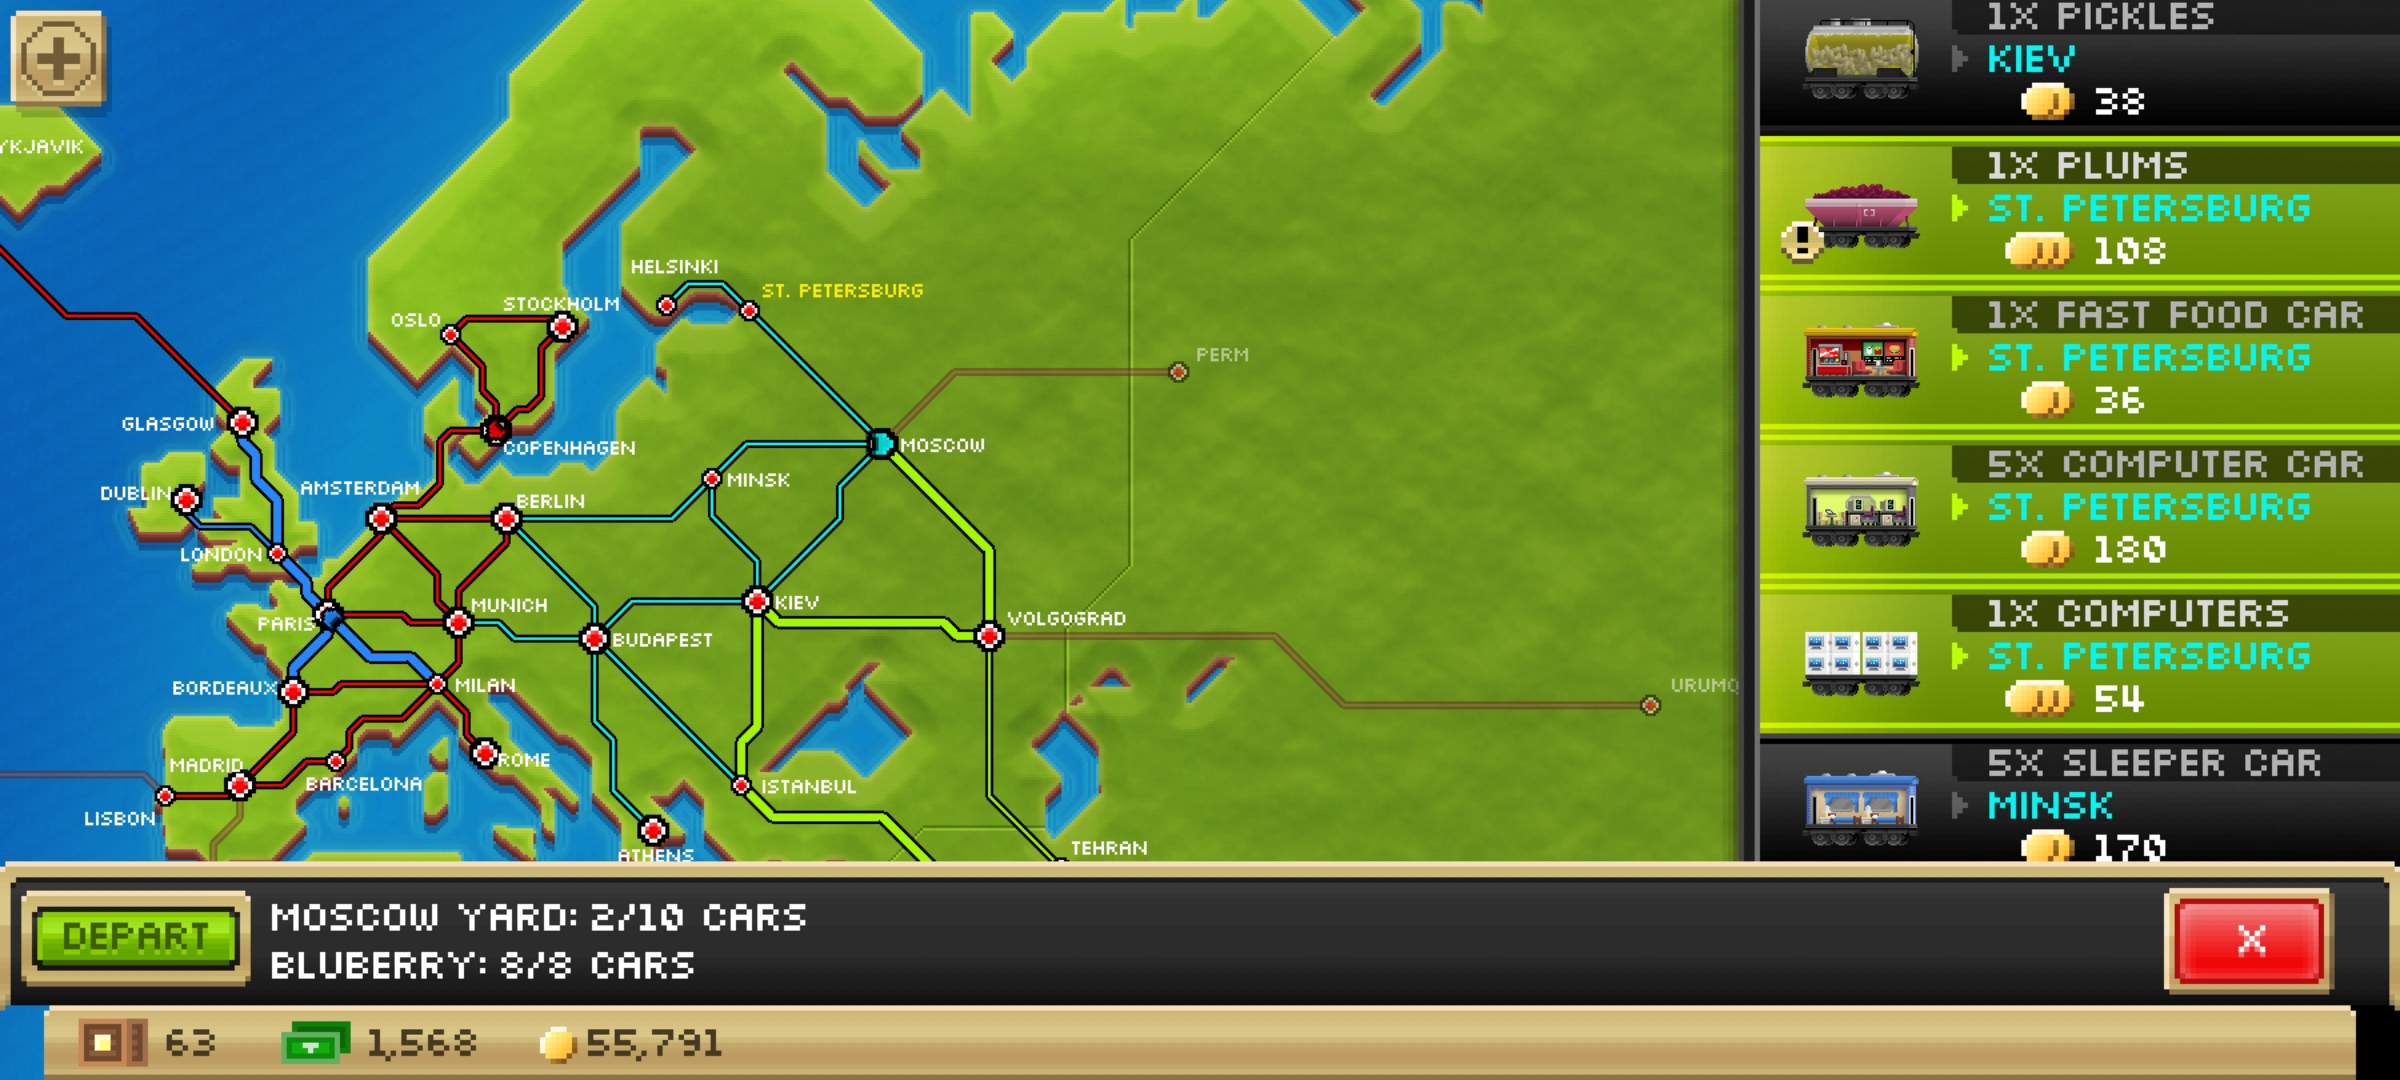 YKJAVIK
HELSINKI
ST. PETERSBURG
STOCKHOLM
OSLO
PERM
GLASGOW
COPENHAGEN
MOSCOW
MINSK
DUBLIN
AMSTERDAM
BERLIN
LONDON
MUNICH
KIEV
PARIS
BUDAPEST
VOLGOGRAD
BORDEAUX
MILAN
URUMQ
MADRID
ROME
BARCELONA
ISTANBUL
LISBON
ATHENS
TEHRAN
1X PICKLES
KIEV
38
1X PLUMS
ST. PETERSBURG
108
1X FAST FOOD CAR
ST. PETERSBURG
36
5X COMPUTER CAR
ST. PETERSBURG
180
1X COMPUTERS
ST. PETERSBURG
54
5X SLEEPER CAR
MINSK
170
DEPART
MOSCOW YARD: 2/10 CARS
BLUBERRY: 8/8 CARS
X
63
1,568
55,791